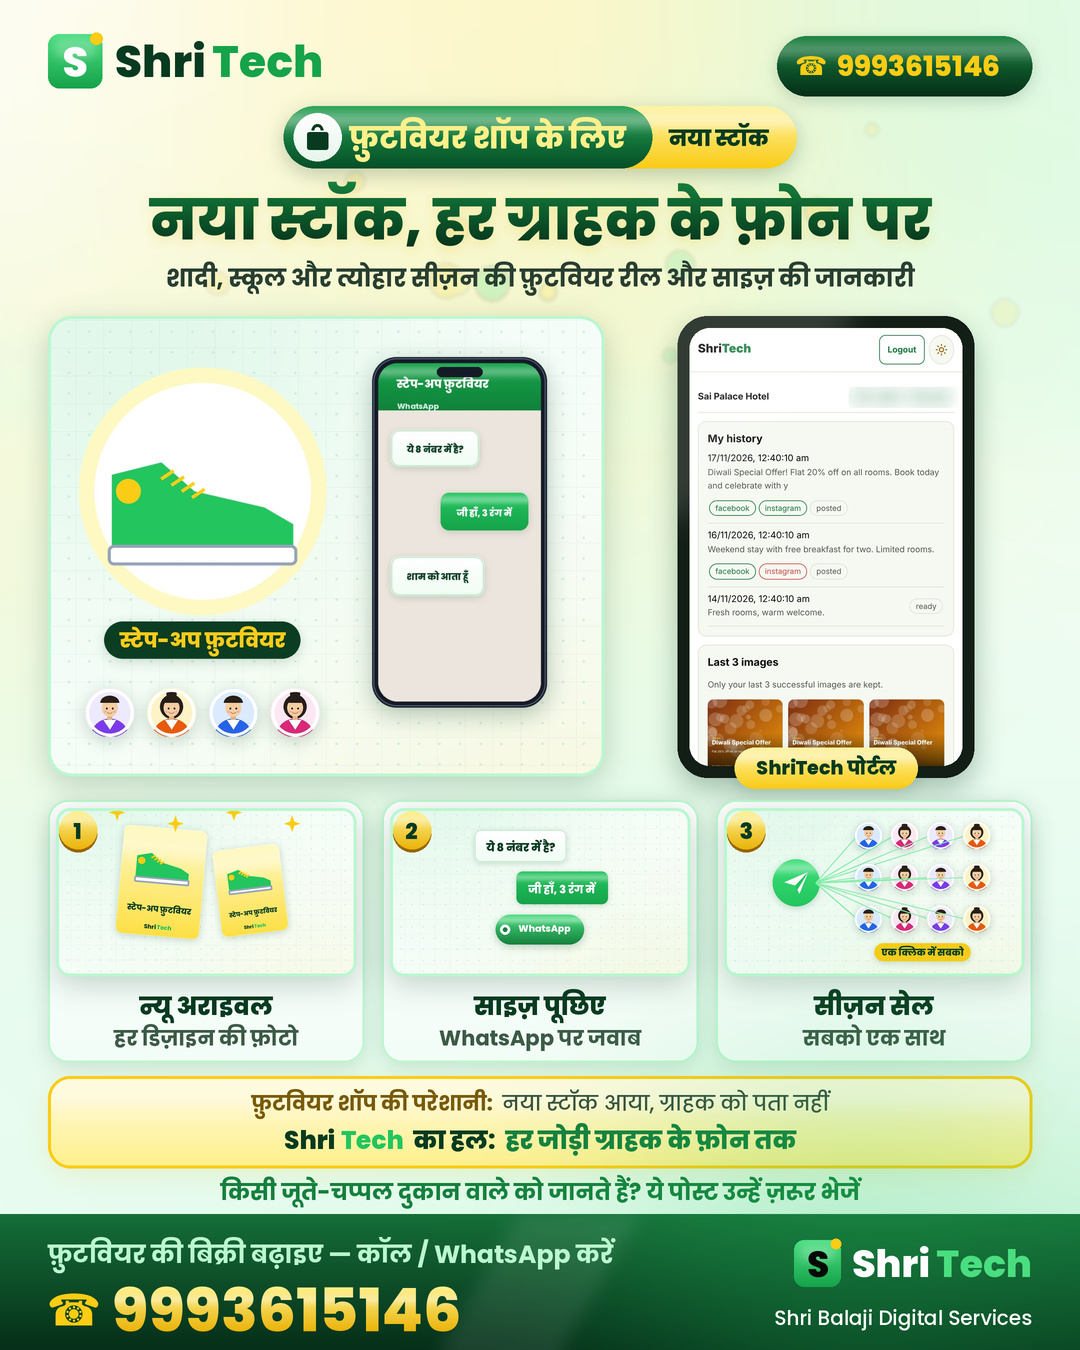 S Shri Tech
☎ 9993615146
फ़ुटवियर शॉप के लिए
नया स्टॉक
नया स्टॉक, हर ग्राहक के फ़ोन पर
शादी, स्कूल और त्योहार सीज़न की फ़ुटवियर रील और साइज़ की जानकारी
स्टेप-अप फ़ुटवियर
WhatsApp
ये 8 नंबर में है?
जी हाँ, 3 रंग में
शाम को आता हूँ
स्टेप-अप फ़ुटवियर
ShriTech
Logout
Sai Palace Hotel
My history
17/11/2026, 12:40:10 am
Diwali Special Offer! Flat 20% off on all rooms. Book today
and celebrate with y
facebook instagram posted
16/11/2026, 12:40:10 am
Weekend stay with free breakfast for two. Limited rooms.
facebook instagram posted
14/11/2026, 12:40:10 am
Fresh rooms, warm welcome.
ready
Last 3 images
Only your last 3 successful images are kept.
Diwali Special Offer Diwali Special Offer Diwali Special Offer
ShriTech पोर्टल
1
स्टेप-अप फ़ुटवियर
Shri Tech
स्टेप-अप फ़ुटवियर
Shri Tech
न्यू अराइवल
हर डिज़ाइन की फ़ोटो
2
ये 8 नंबर में है?
जी हाँ, 3 रंग में
WhatsApp
साइज़ पूछिए
WhatsApp पर जवाब
3
एक क्लिक में सबको
सीज़न सेल
सबको एक साथ
फ़ुटवियर शॉप की परेशानी: नया स्टॉक आया, ग्राहक को पता नहीं
Shri Tech का हल: हर जोड़ी ग्राहक के फ़ोन तक
किसी जूते-चप्पल दुकान वाले को जानते हैं? ये पोस्ट उन्हें ज़रूर भेजें
फ़ुटवियर की बिक्री बढ़ाइए — कॉल / WhatsApp करें
☎ 9993615146
S Shri Tech
Shri Balaji Digital Services